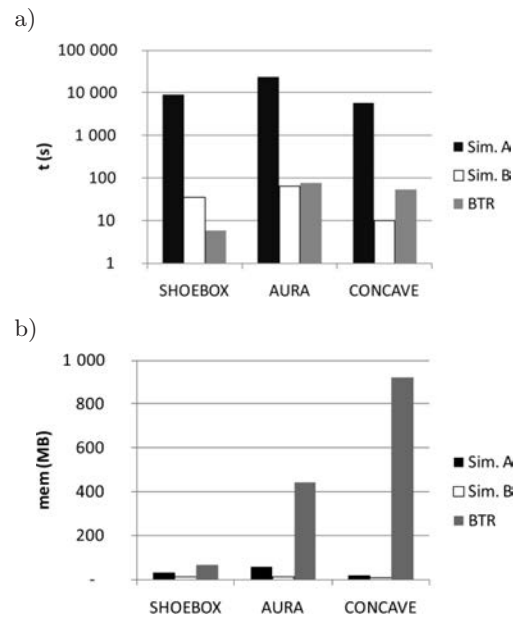 a)
100 000
10 000
1 000
100
10
1
t (s)
SHOEBOX AURA CONCAVE
Sim. A
Sim. B
BTR
b)
1 000
800
600
400
200
-
mem (MB)
SHOEBOX AURA CONCAVE
Sim. A
Sim. B
BTR